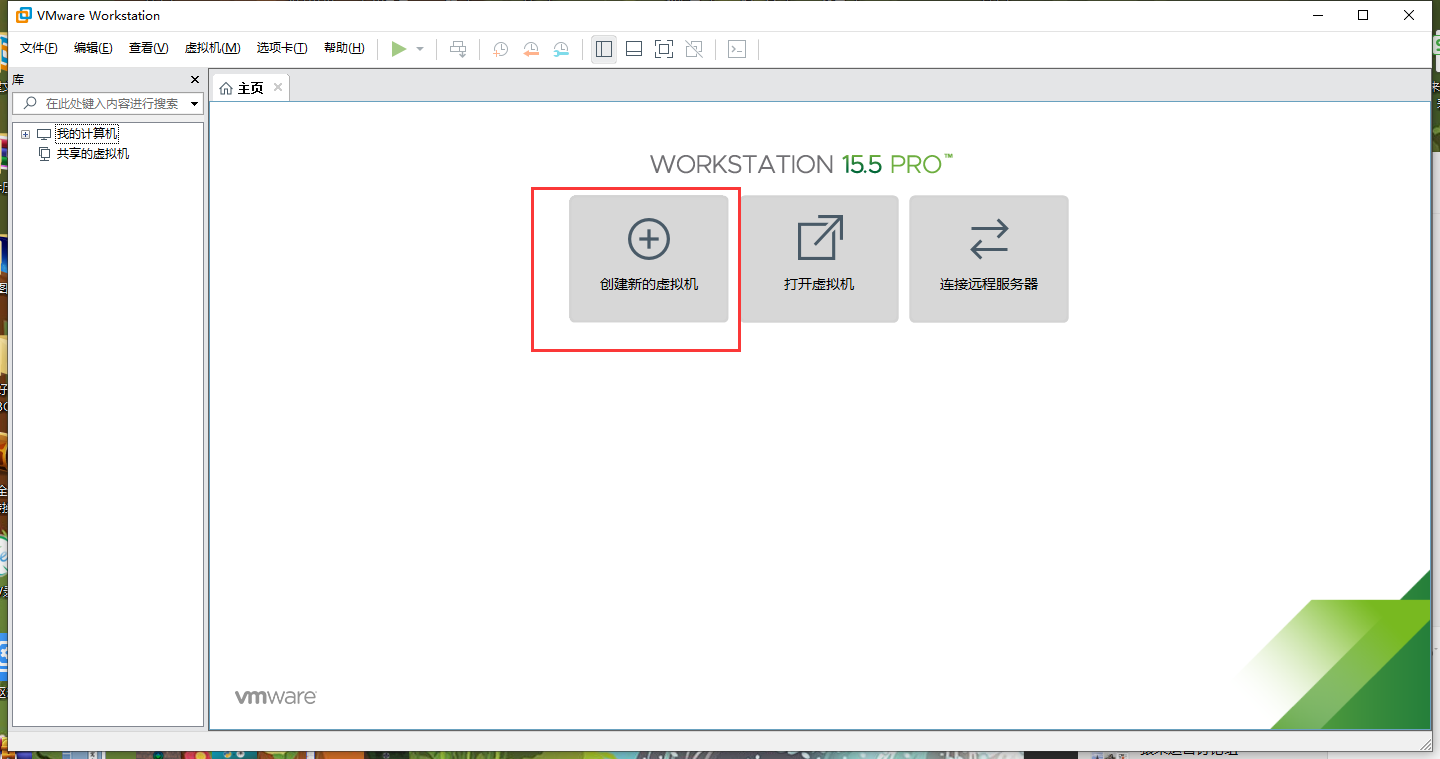 VMware Workstation
文件(F) 编辑(E) 查看(V) 虚拟机(M) 选项卡(T) 帮助(H)
库
在此处键入内容进行搜索
我的计算机
共享的虚拟机
主页
WORKSTATION 15.5 PRO™
创建新的虚拟机 打开虚拟机 连接远程服务器
vmware